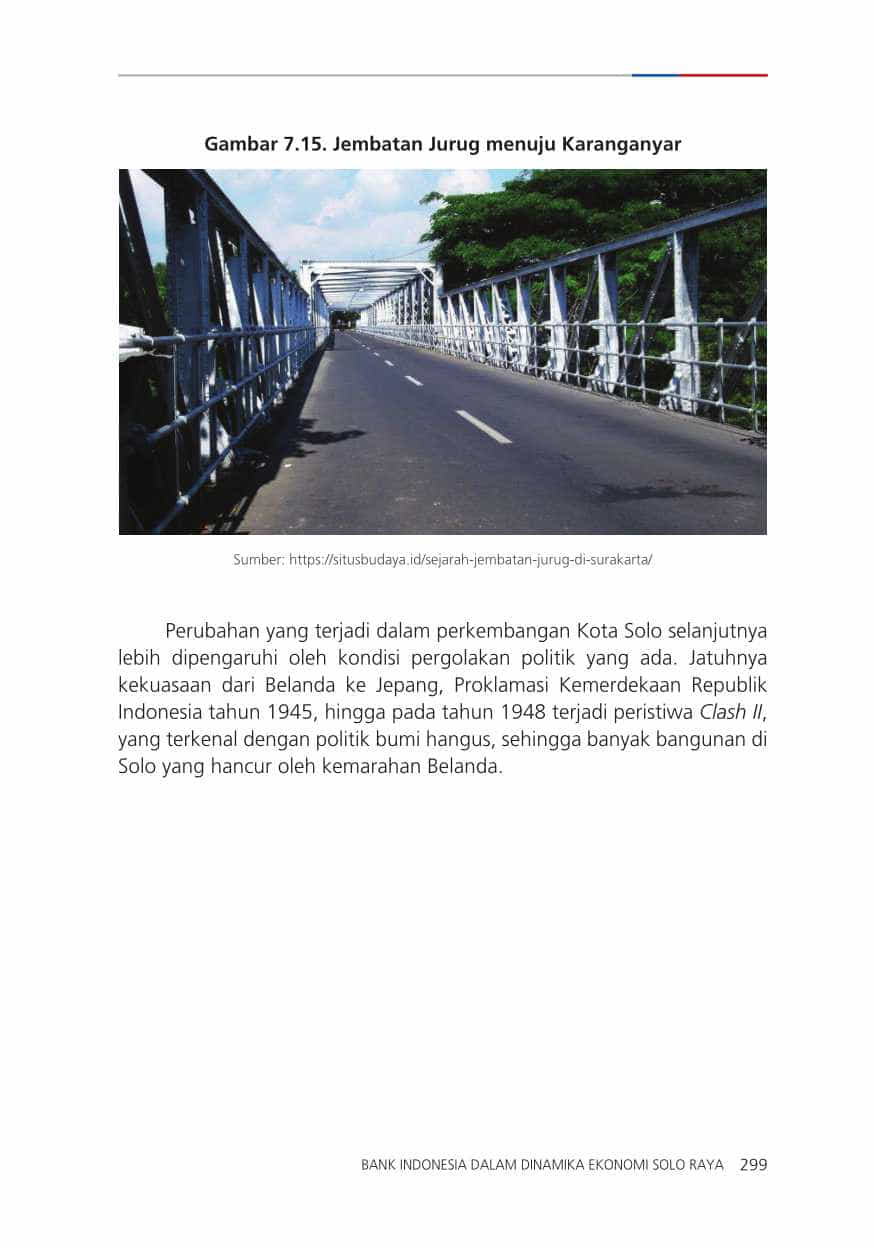 Gambar 7.15. Jembatan Jurug menuju Karanganyar
Sumber: https://situsbudaya.id/sejarah-jembatan-jurug-di-surakarta/
Perubahan yang terjadi dalam perkembangan Kota Solo selanjutnya
lebih dipengaruhi oleh kondisi pergolakan politik yang ada. Jatuhnya
kekuasaan dari Belanda ke Jepang, Proklamasi Kemerdekaan Republik
Indonesia tahun 1945, hingga pada tahun 1948 terjadi peristiwa Clash II,
yang terkenal dengan politik bumi hangus, sehingga banyak bangunan di
Solo yang hancur oleh kemarahan Belanda.
BANK INDONESIA DALAM DINAMIKA EKONOMI SOLO RAYA 299